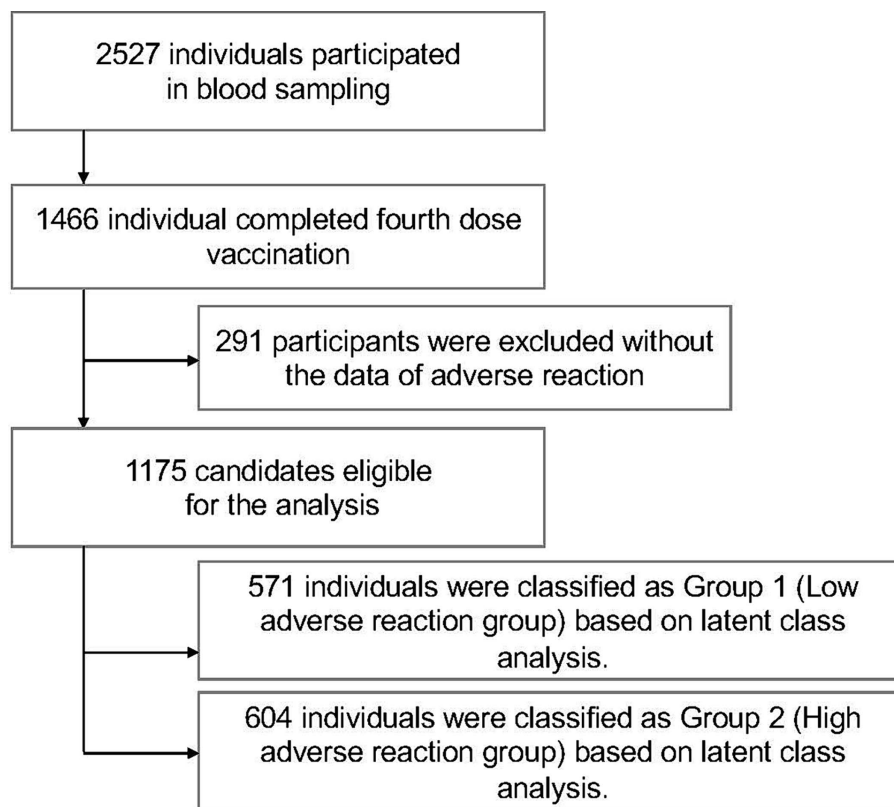 2527 individuals participated
in blood sampling
1466 individual completed fourth dose
vaccination
291 participants were excluded without
the data of adverse reaction
1175 candidates eligible
for the analysis
571 individuals were classified as Group 1 (Low
adverse reaction group) based on latent class
analysis.
604 individuals were classified as Group 2 (High
adverse reaction group) based on latent class
analysis.